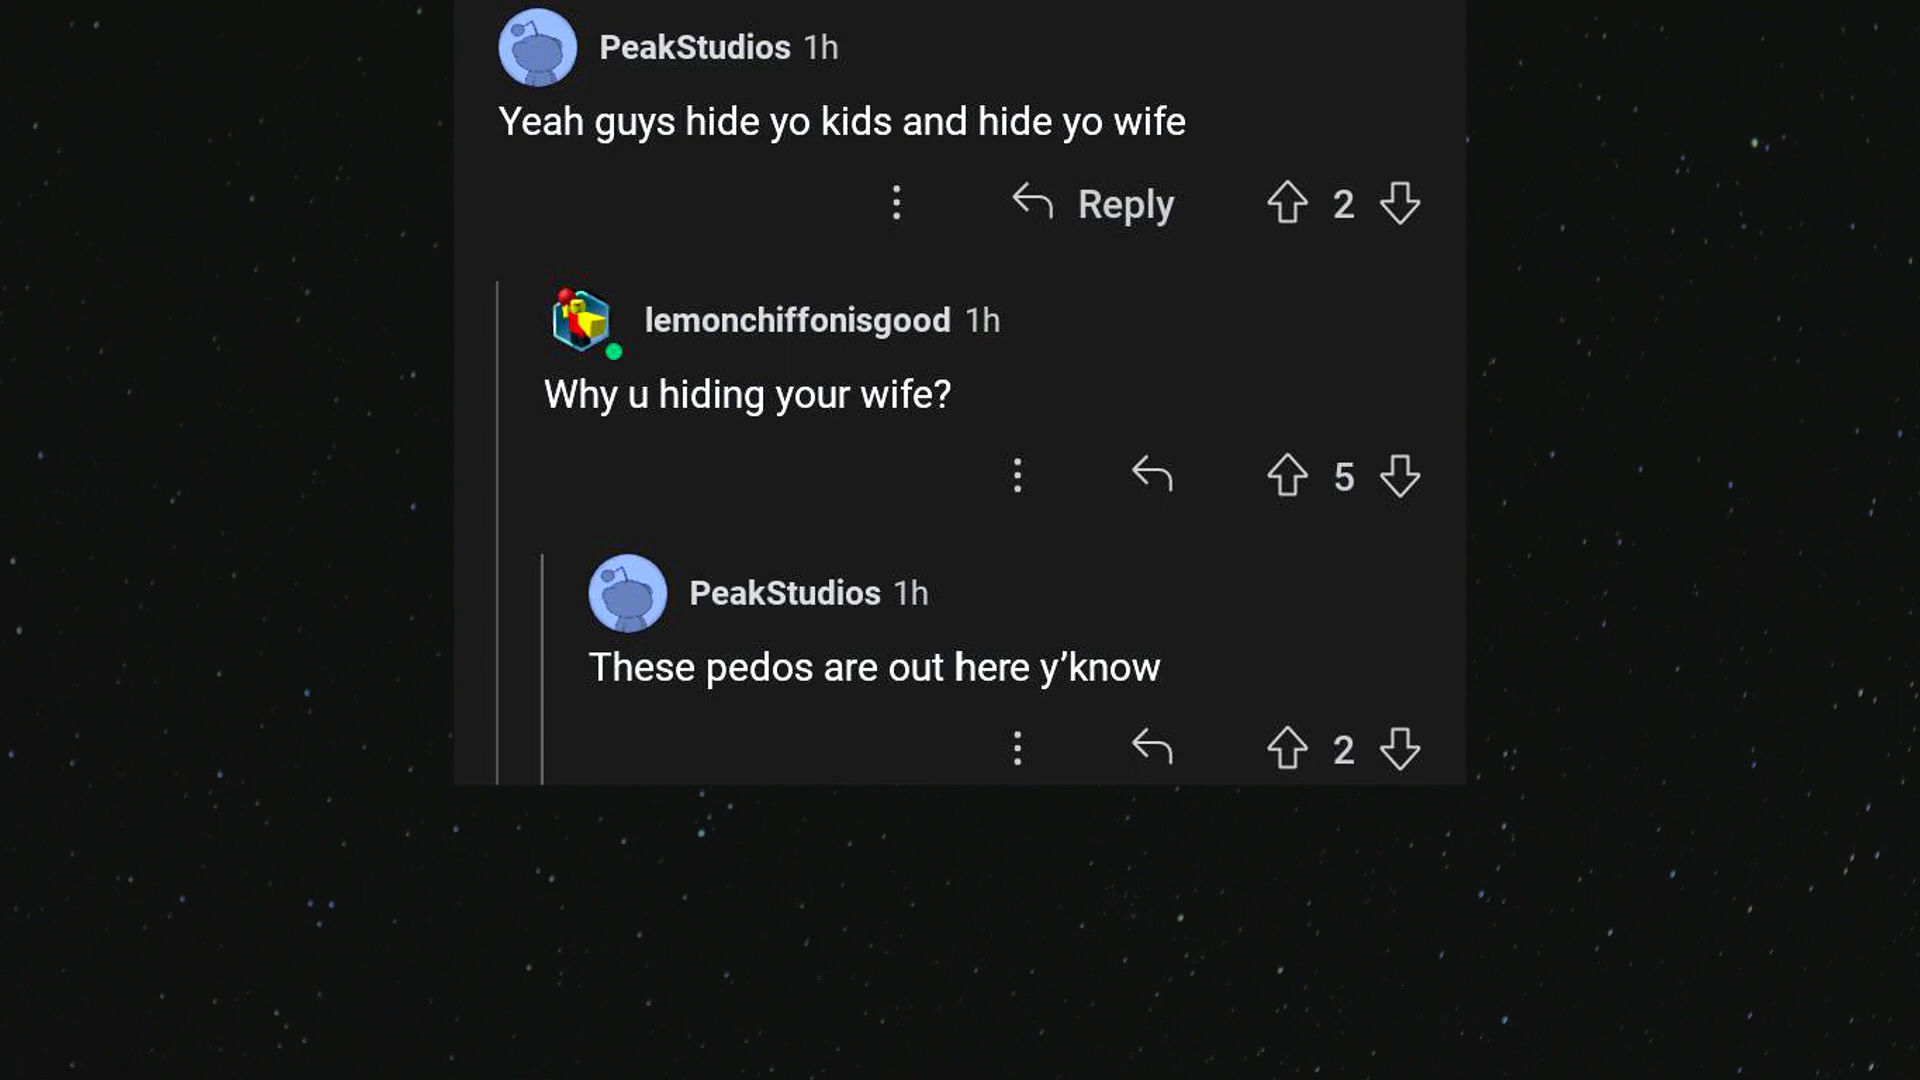 PeakStudios 1h
Yeah guys hide yo kids and hide yo wife
Reply 2
lemonchiffonisgood 1h
Why u hiding your wife?
5
PeakStudios 1h
These pedos are out here y’know
2